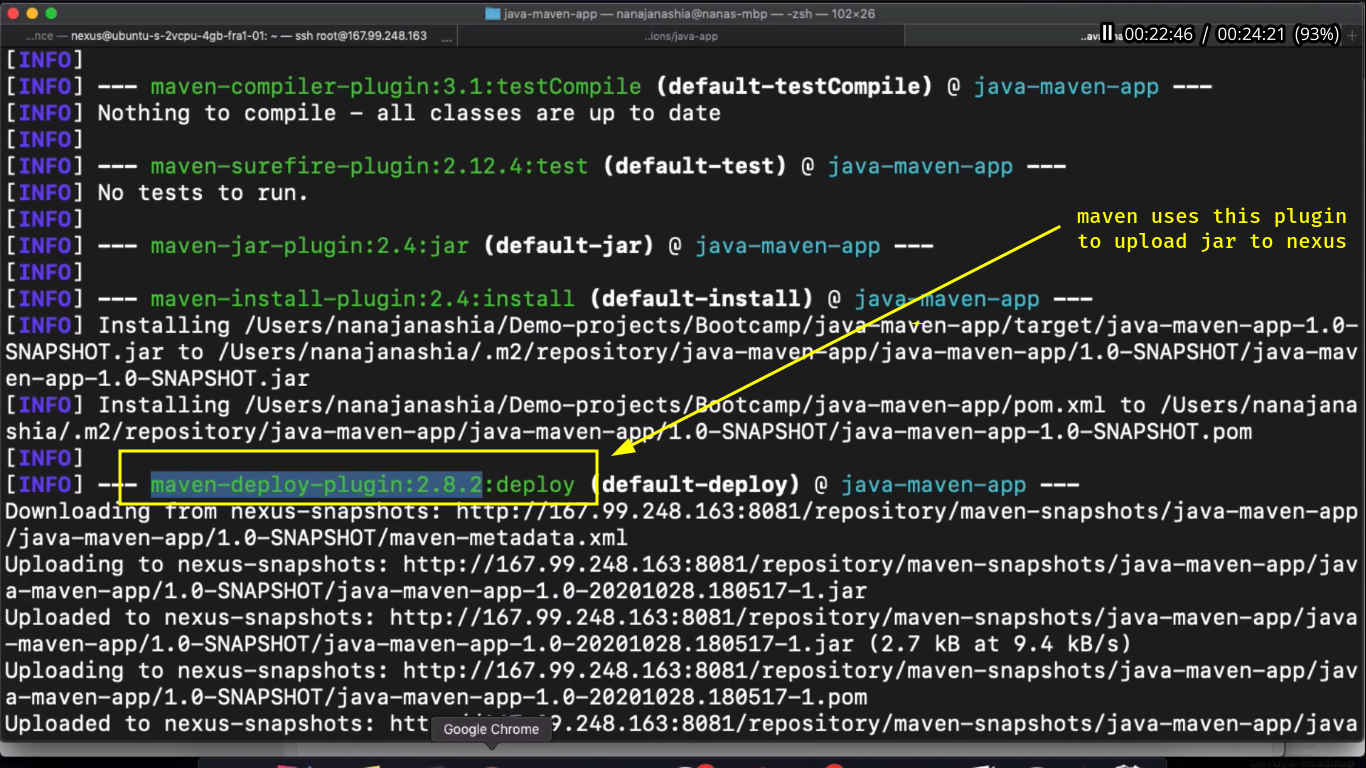 java-maven-app — nanajanashia@nanas-mbp — -zsh — 102×26
...nce — nexus@ubuntu-s-2vcpu-4gb-fra1-01: ~ — ssh root@167.99.248.163 ...
..ions/java-app
00:22:46 / 00:24:21 (93%)
[INFO]
[INFO] --- maven-compiler-plugin:3.1:testCompile (default-testCompile) @ java-maven-app ---
[INFO] Nothing to compile - all classes are up to date
[INFO]
[INFO] --- maven-surefire-plugin:2.12.4:test (default-test) @ java-maven-app ---
[INFO] No tests to run.
[INFO]
[INFO] --- maven-jar-plugin:2.4:jar (default-jar) @ java-maven-app ---
[INFO]
[INFO] --- maven-install-plugin:2.4:install (default-install) @ java-maven-app ---
[INFO] Installing /Users/nanajanashia/Demo-projects/Bootcamp/java-maven-app/target/java-maven-app-1.0-
SNAPSHOT.jar to /Users/nanajanashia/.m2/repository/java-maven-app/java-maven-app/1.0-SNAPSHOT/java-mav
en-app-1.0-SNAPSHOT.jar
[INFO] Installing /Users/nanajanashia/Demo-projects/Bootcamp/java-maven-app/pom.xml to /Users/nanajana
shia/.m2/repository/java-maven-app/java-maven-app/1.0-SNAPSHOT/java-maven-app-1.0-SNAPSHOT.pom
[INFO]
[INFO] --- maven-deploy-plugin:2.8.2:deploy (default-deploy) @ java-maven-app ---
Downloading from nexus-snapshots: http://167.99.248.163:8081/repository/maven-snapshots/java-maven-app
/java-maven-app/1.0-SNAPSHOT/maven-metadata.xml
Uploading to nexus-snapshots: http://167.99.248.163:8081/repository/maven-snapshots/java-maven-app/jav
a-maven-app/1.0-SNAPSHOT/java-maven-app-1.0-20201028.180517-1.jar
Uploaded to nexus-snapshots: http://167.99.248.163:8081/repository/maven-snapshots/java-maven-app/java
-maven-app/1.0-SNAPSHOT/java-maven-app-1.0-20201028.180517-1.jar (2.7 kB at 9.4 kB/s)
Uploading to nexus-snapshots: http://167.99.248.163:8081/repository/maven-snapshots/java-maven-app/jav
a-maven-app/1.0-SNAPSHOT/java-maven-app-1.0-20201028.180517-1.pom
Uploaded to nexus-snapshots: htt 99.248.163:8081/repository/maven-snapshots/java-maven-app/java
maven uses this plugin
to upload jar to nexus
Google Chrome